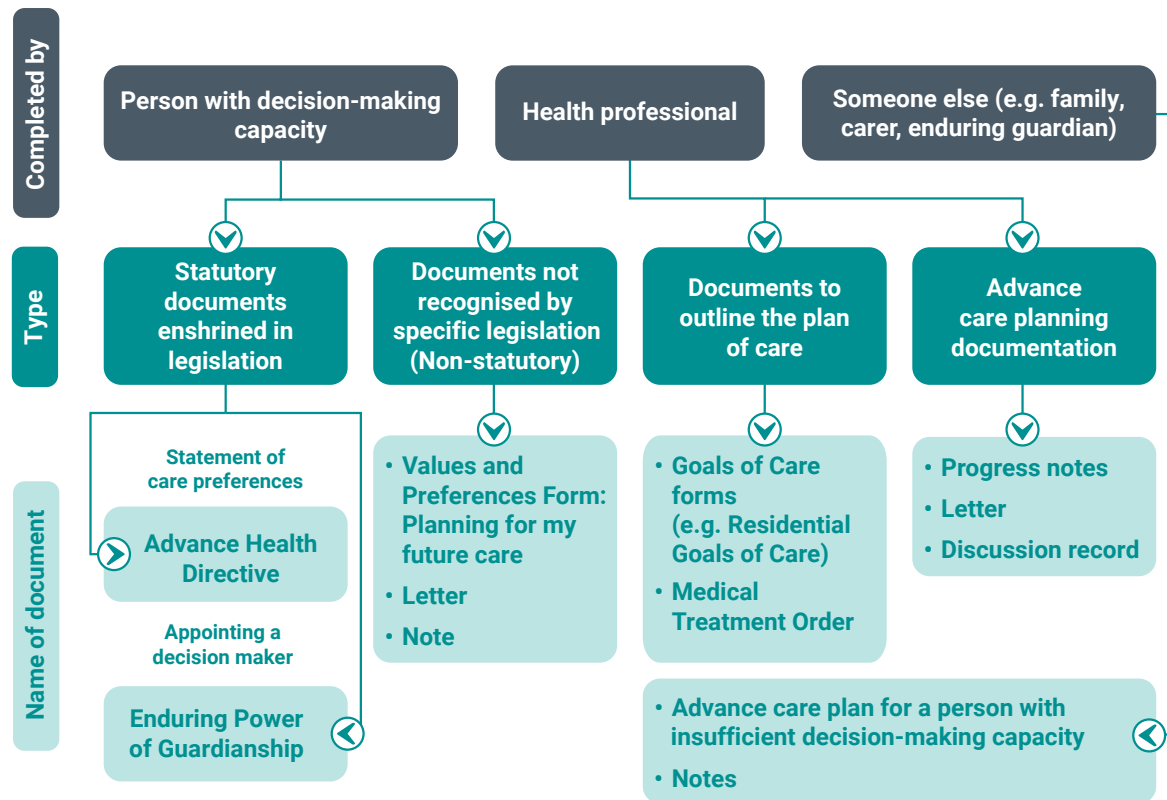 Completed by
Person with decision-making
capacity
Health professional
Someone else (e.g. family,
carer, enduring guardian)
Type
Statutory
documents
enshrined in
legislation
Documents not
recognised by
specific legislation
(Non-statutory)
Documents to
outline the plan
of care
Advance
care planning
documentation
Name of document
Statement of
care preferences
Advance Health
Directive
Appointing a
decision maker
Enduring Power
of Guardianship
• Values and
Preferences Form:
Planning for my
future care
• Letter
• Note
• Goals of Care
forms
(e.g. Residential
Goals of Care)
• Medical
Treatment Order
• Progress notes
• Letter
• Discussion record
• Advance care plan for a person with
insufficient decision-making capacity
• Notes